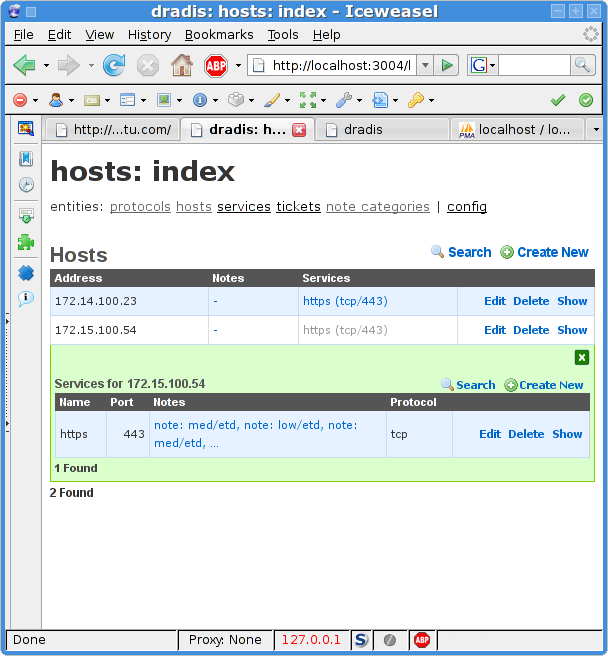 dradis: hosts: index - Iceweasel
File Edit View History Bookmarks Tools Help
ABP http://localhost:3004/l G
css
http://...tu.com/ dradis: h... dradis PMA localhost / lo...
hosts: index
entities: protocols hosts services tickets note categories | config
Hosts Search Create New
Address Notes Services
172.14.100.23 - https (tcp/443) Edit Delete Show
172.15.100.54 - https (tcp/443) Edit Delete Show
x
Services for 172.15.100.54 Search Create New
Name Port Notes Protocol
https 443 note: med/etd, note: low/etd, note: tcp Edit Delete Show
med/etd, ...
1 Found
2 Found
Done Proxy: None 127.0.0.1 S ABP